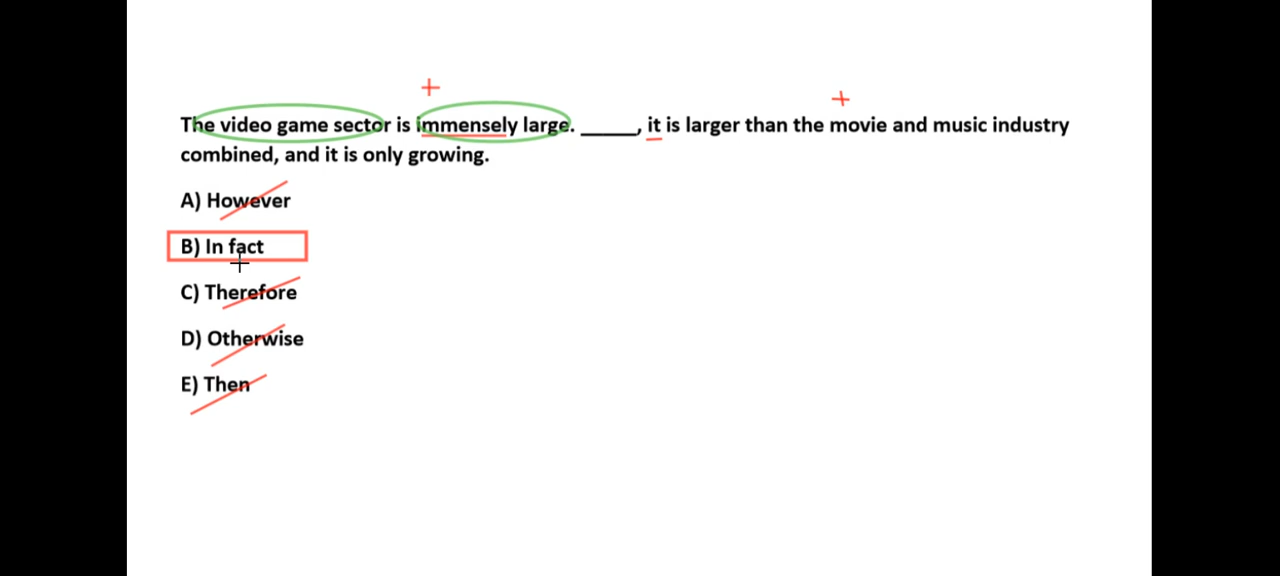 The video game sector is immensely large. _____, it is larger than the movie and music industry
combined, and it is only growing.
A) However
B) In fact
C) Therefore
D) Otherwise
E) Then